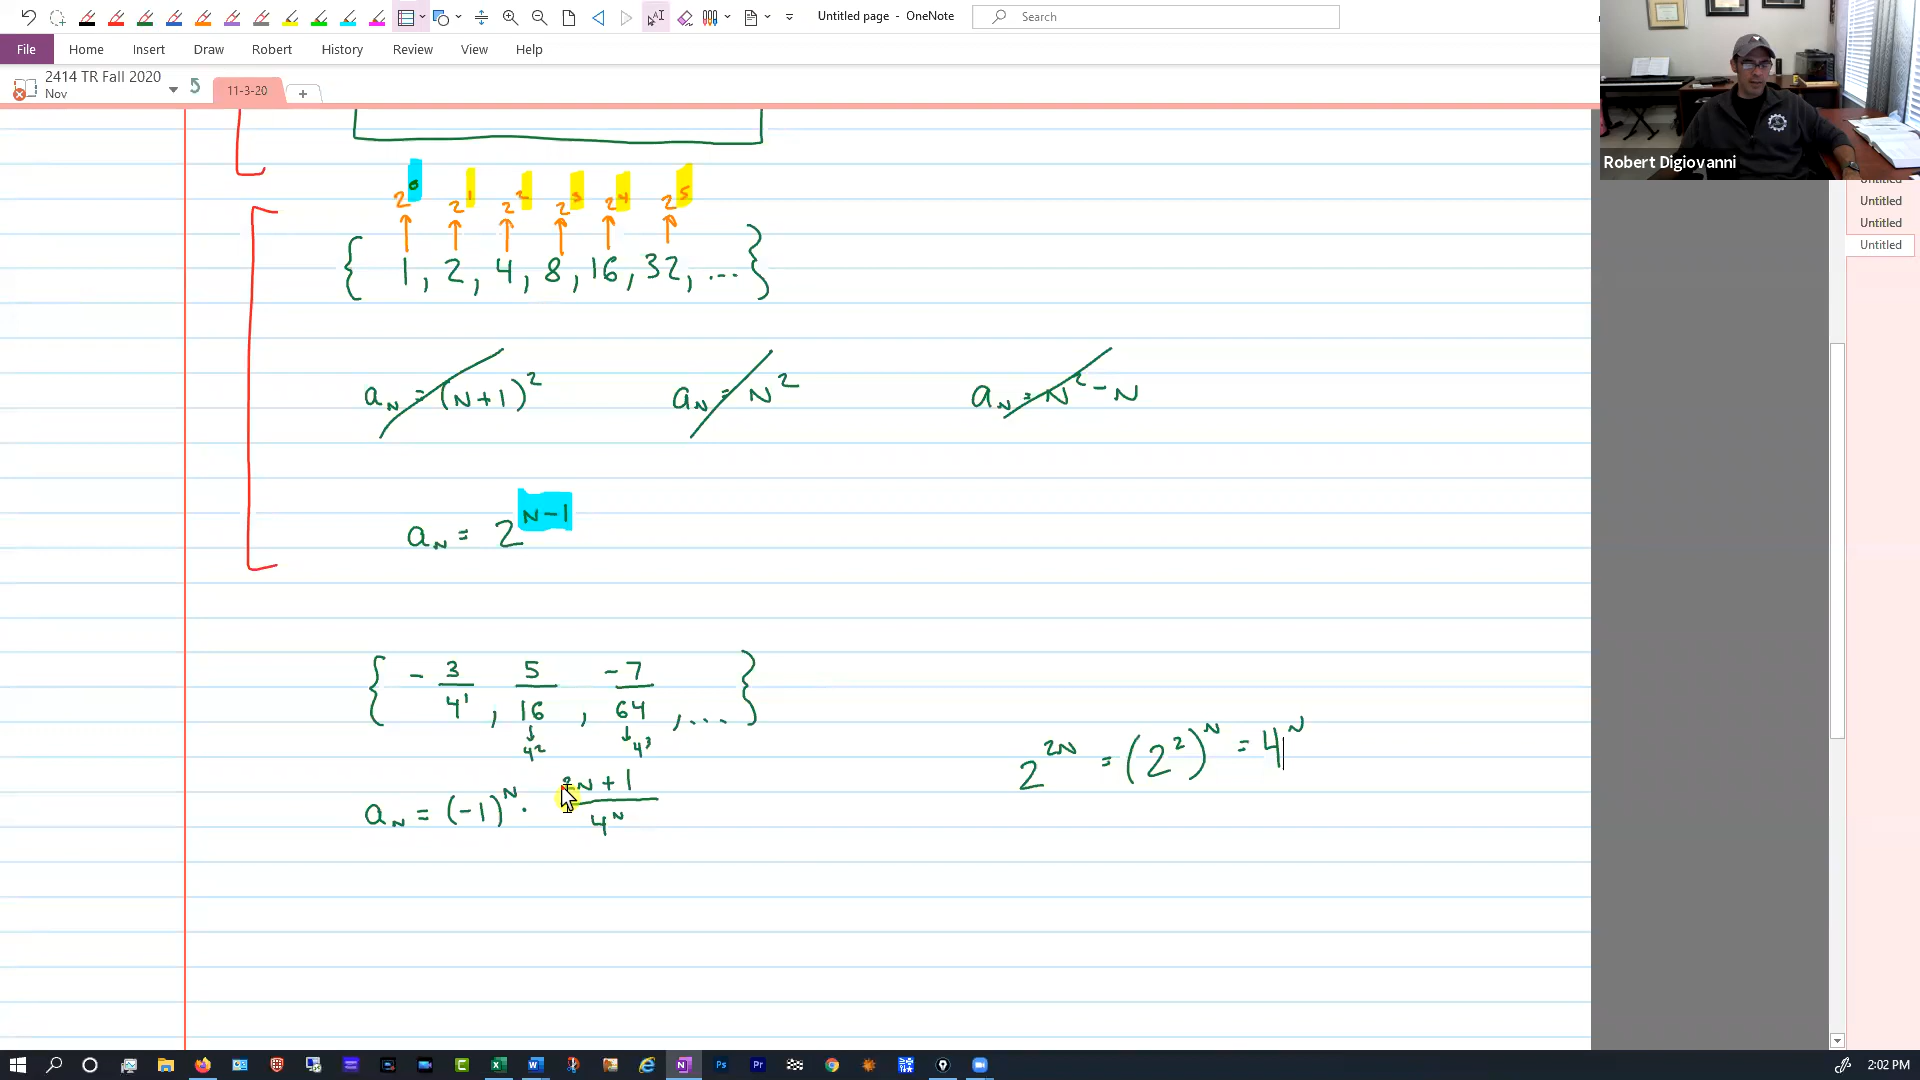 Untitled page - OneNote
Search
File Home Insert Draw Robert History Review View Help
2414 TR Fall 2020
Nov
11-3-20
+
Robert Digiovanni
Untitled
Untitled
Untitled
2^0 2^1 2^2 2^3 2^4 2^5
{ 1, 2, 4, 8, 16, 32, ... }
a_N = (N+1)^2 a_N = N^2 a_N = N^2 - N
a_N = 2^{N-1}
{ -3/4^1, 5/16, -7/64, .... }
4^2 4^3
2^{2N} = (2^2)^N = 4^N
a_N = (-1)^N · (2N+1)/4^N
2:02 PM